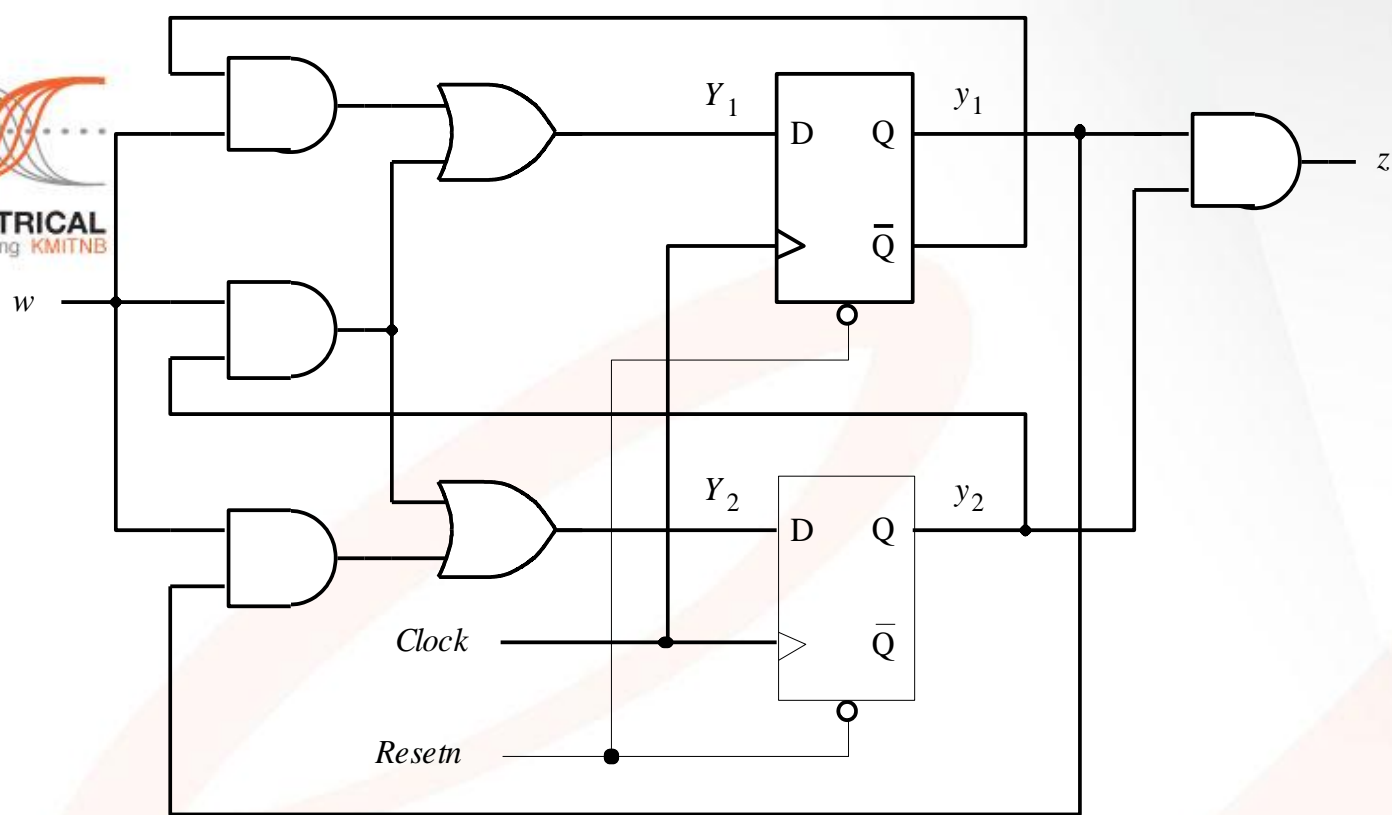 Y1
y1
D
Q
z
Q̅
TRICAL
ng KMITNB
w
Y2
y2
D
Q
Clock
Q̅
Resetn